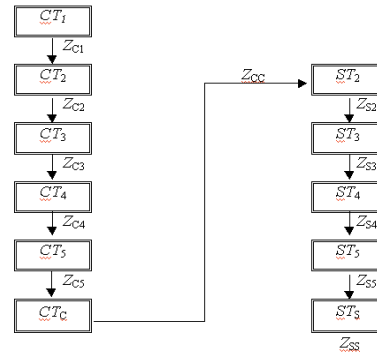 CT1
ZC1
CT2
ZC2
CT3
ZC3
CT4
ZC4
CT5
ZC5
CTC
ZCC
ST2
ZS2
ST3
ZS3
ST4
ZS4
ST5
ZS5
STS
ZSS